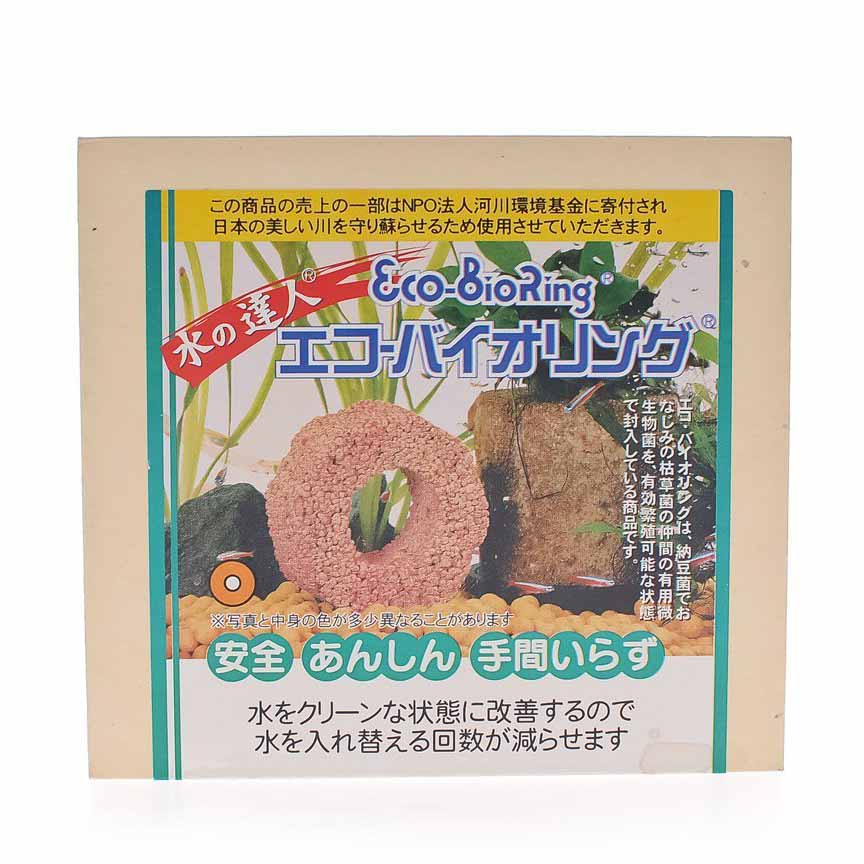 この商品の売上の一部はNPO法人河川環境基金に寄付され
日本の美しい川を守り蘇らせるため使用させていただきます。
水の達人®
Eco-BioRing®
エコ-バイオリング®
エコ・バイオリングは、納豆菌でお
なじみの枯草菌の仲間の有用微
生物菌を、有効繁殖可能な状態
で封入している商品です。
※写真と中身の色が多少異なることがあります
安全 あんしん 手間いらず
水をクリーンな状態に改善するので
水を入れ替える回数が減らせます